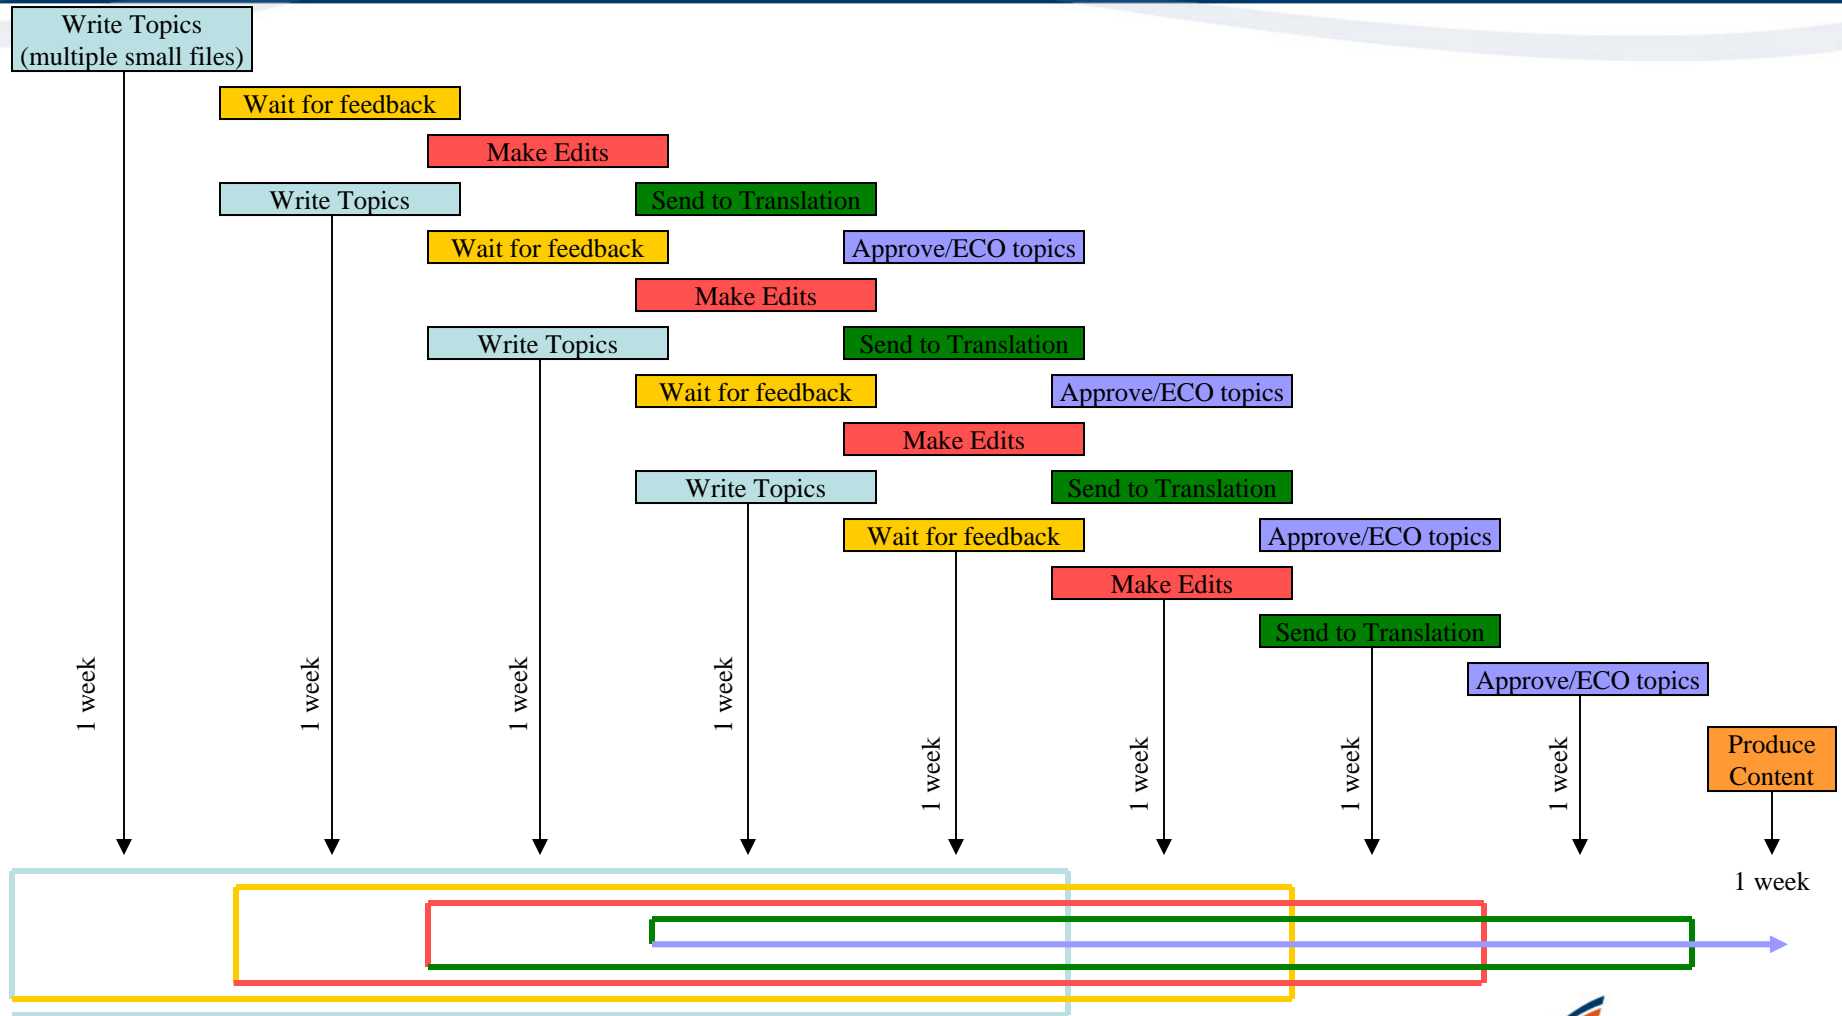 Write Topics
(multiple small files)
Wait for feedback
Make Edits
Write Topics
Send to Translation
Wait for feedback
Approve/ECO topics
Make Edits
Write Topics
Send to Translation
Wait for feedback
Approve/ECO topics
Make Edits
Write Topics
Send to Translation
Wait for feedback
Approve/ECO topics
Make Edits
Send to Translation
Approve/ECO topics
1 week
1 week
1 week
1 week
1 week
1 week
1 week
1 week
Produce
Content
1 week